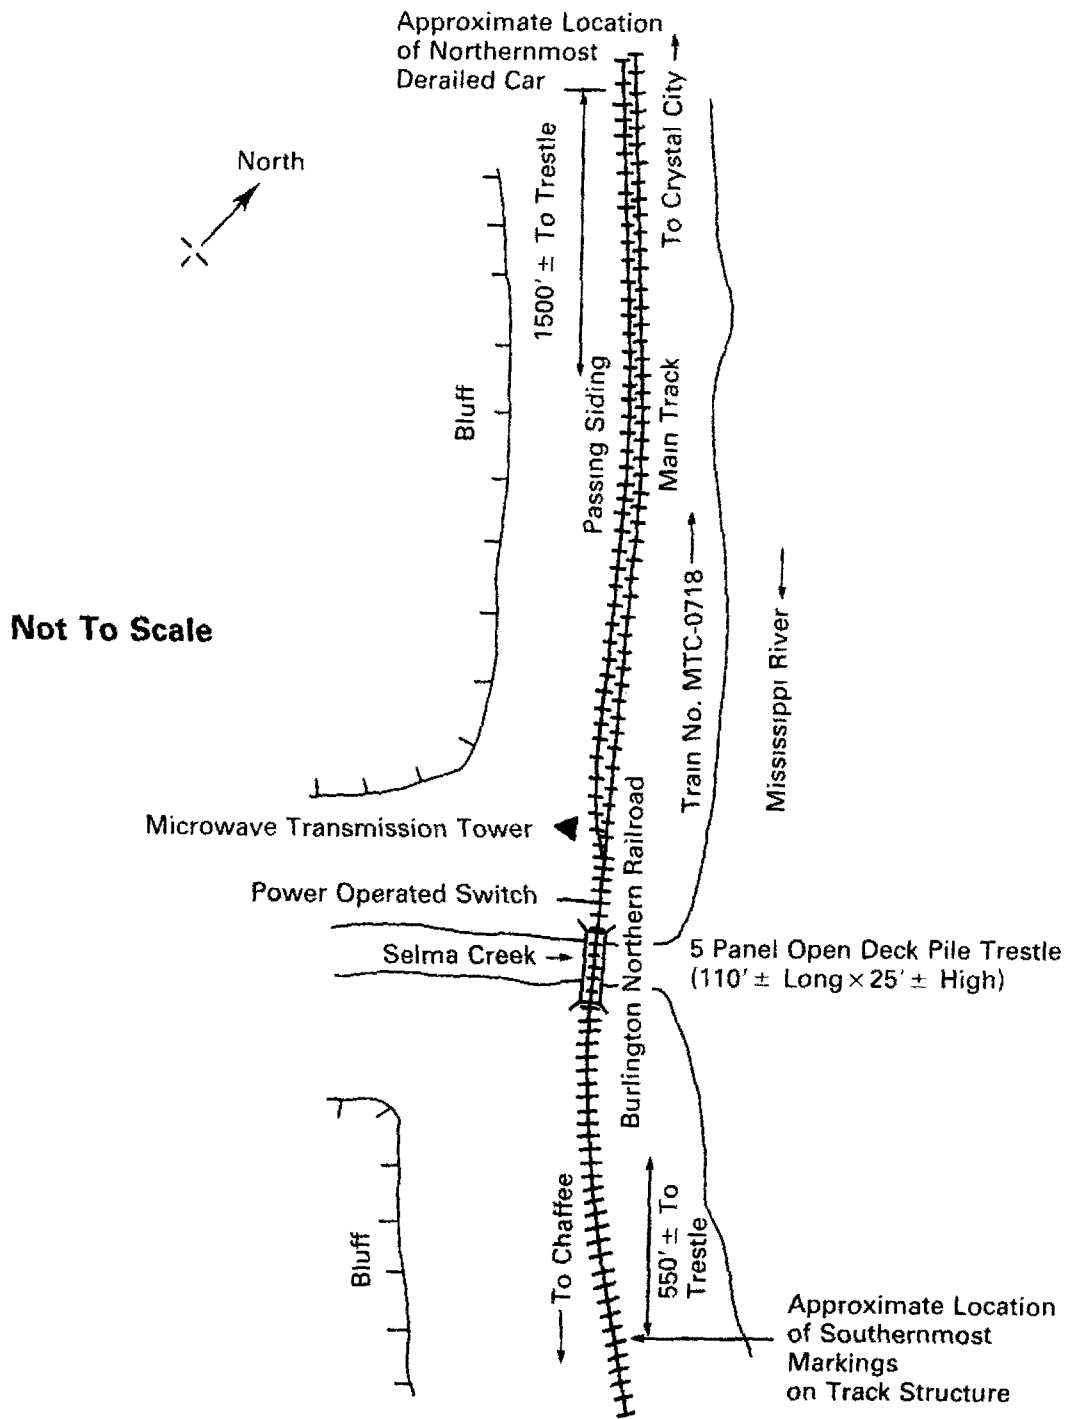 Approximate Location
of Northernmost
Derailed Car
To Crystal City
North
1500' ± To Trestle
Bluff
Passing Siding
Main Track
Not To Scale
Train No. MTC-0718
Mississippi River
Microwave Transmission Tower
Burlington Northern Railroad
Power Operated Switch
Selma Creek
5 Panel Open Deck Pile Trestle
(110' ± Long × 25' ± High)
To Chaffee
550' ± To
Trestle
Bluff
Approximate Location
of Southernmost
Markings
on Track Structure